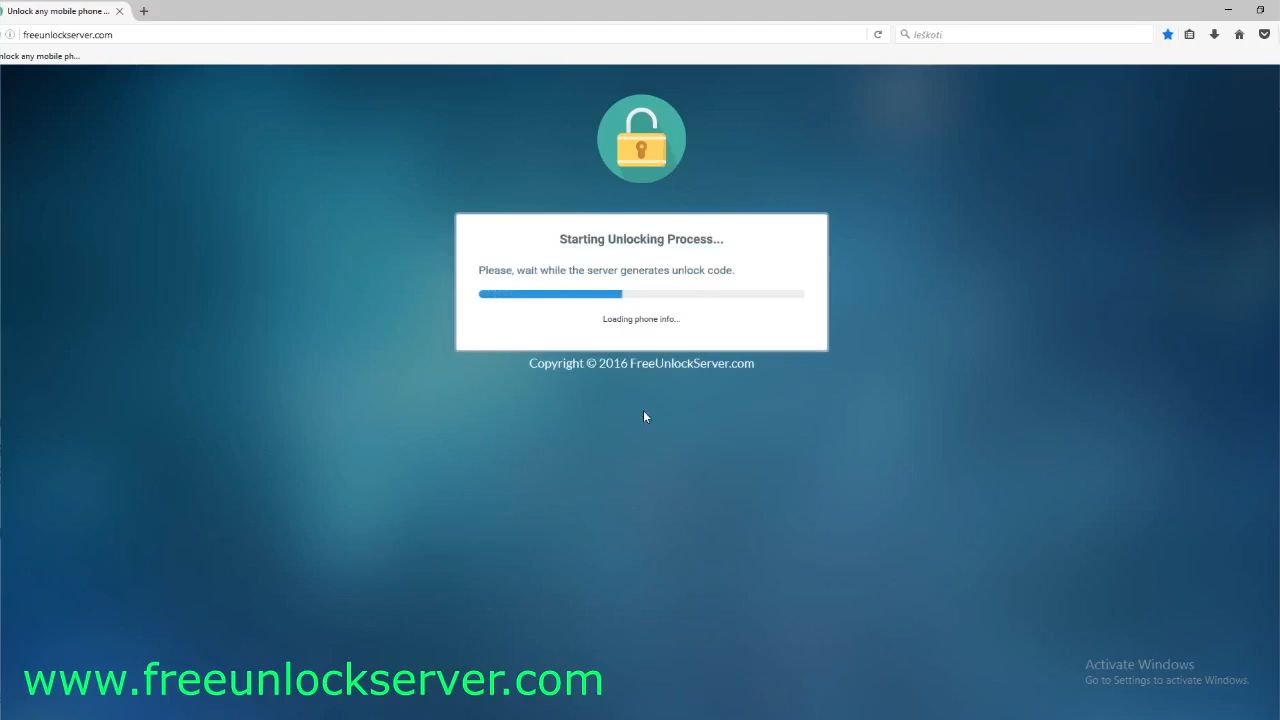 Unlock any mobile phone ...
freeunlockserver.com
Ieškoti
nlock any mobile ph...
Starting Unlocking Process...
Please, wait while the server generates unlock code.
Loading phone info...
Copyright © 2016 FreeUnlockServer.com
Activate Windows
Go to Settings to activate Windows.
www.freeunlockserver.com